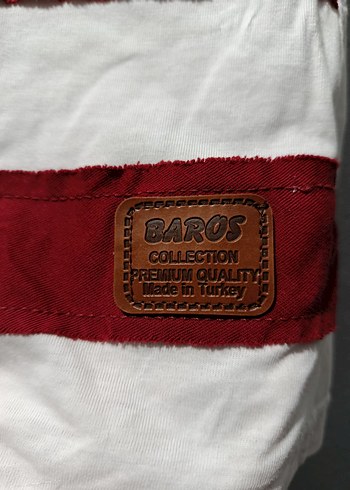 BAROS
COLLECTION
PREMIUM QUALITY
Made in Turkey